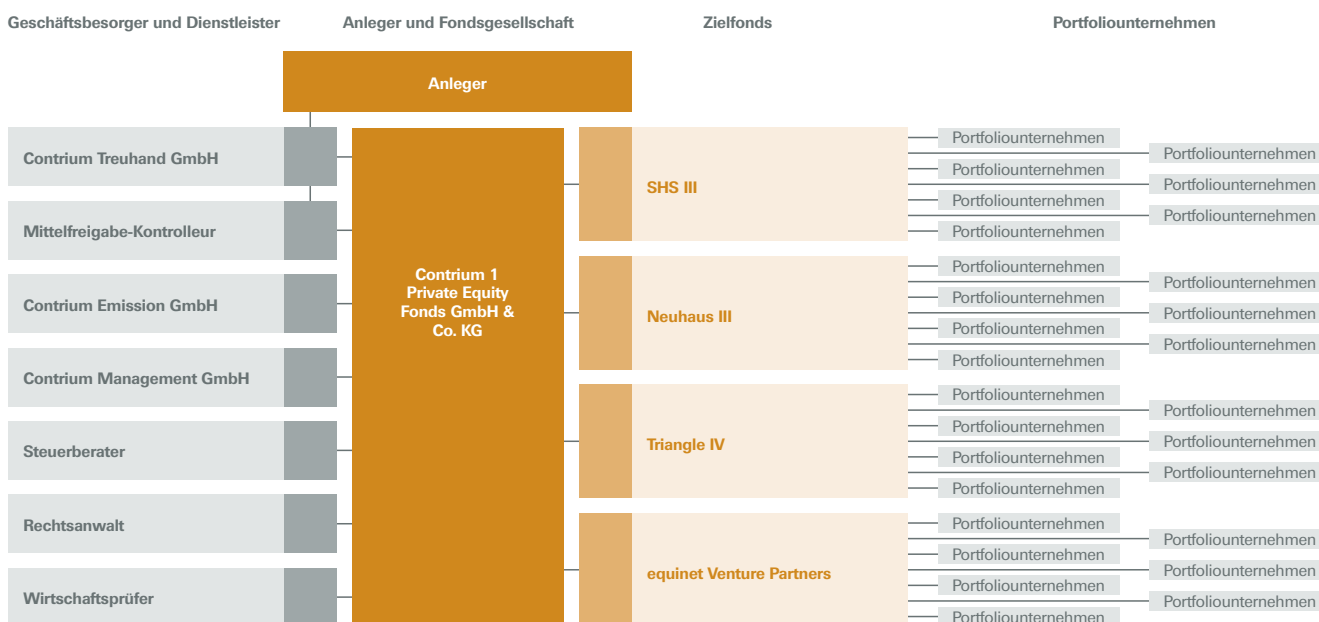 Geschäftsbesorger und Dienstleister
Anleger und Fondsgesellschaft
Zielfonds
Portfoliounternehmen
Anleger
Contrium Treuhand GmbH
Mittelfreigabe-Kontrolleur
Contrium Emission GmbH
Contrium Management GmbH
Steuerberater
Rechtsanwalt
Wirtschaftsprüfer
Contrium 1
Private Equity
Fonds GmbH &
Co. KG
SHS III
Portfoliounternehmen
Portfoliounternehmen
Portfoliounternehmen
Portfoliounternehmen
Portfoliounternehmen
Portfoliounternehmen
Portfoliounternehmen
Neuhaus III
Portfoliounternehmen
Portfoliounternehmen
Portfoliounternehmen
Portfoliounternehmen
Portfoliounternehmen
Portfoliounternehmen
Portfoliounternehmen
Triangle IV
Portfoliounternehmen
Portfoliounternehmen
Portfoliounternehmen
Portfoliounternehmen
Portfoliounternehmen
Portfoliounternehmen
Portfoliounternehmen
equinet Venture Partners
Portfoliounternehmen
Portfoliounternehmen
Portfoliounternehmen
Portfoliounternehmen
Portfoliounternehmen
Portfoliounternehmen
Portfoliounternehmen